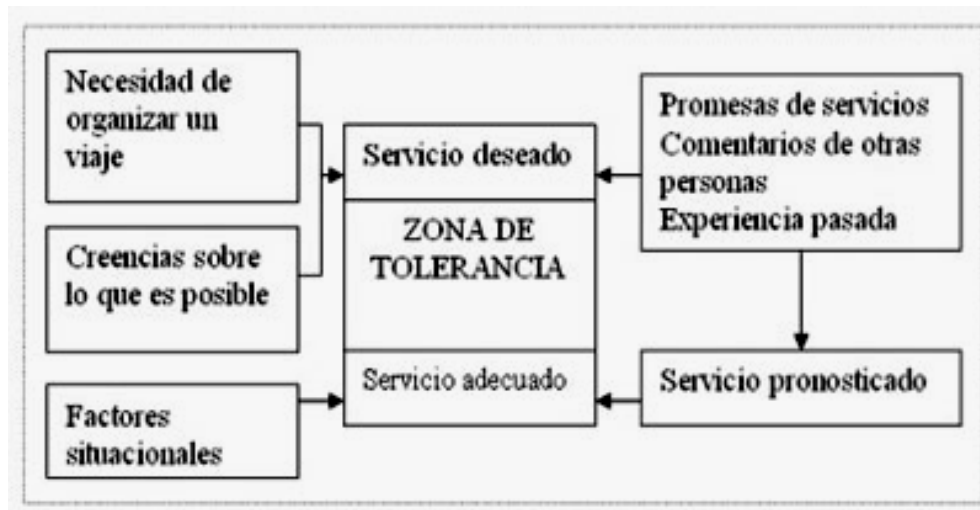 Necesidad de
organizar un
viaje
Creencias sobre
lo que es posible
Factores
situacionales
Servicio deseado
ZONA DE
TOLERANCIA
Servicio adecuado
Promesas de servicios
Comentarios de otras
personas
Experiencia pasada
Servicio pronosticado